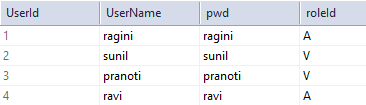 UserId UserName pwd roleId
1 ragini ragini A
2 sunil sunil V
3 pranoti pranoti V
4 ravi ravi A